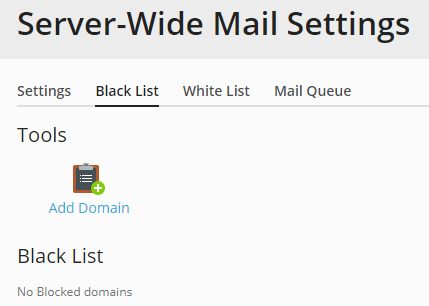 Server-Wide Mail Settings
Settings Black List White List Mail Queue
Tools
Add Domain
Black List
No Blocked domains